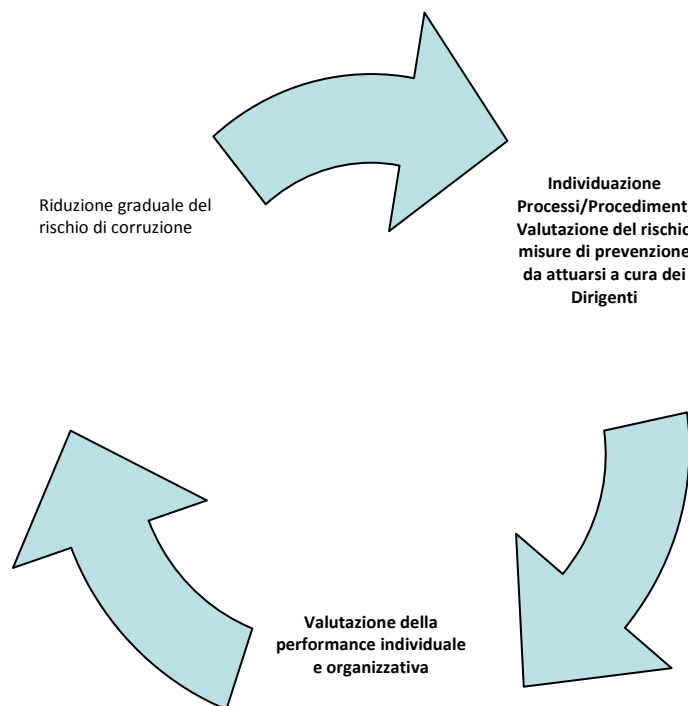 Riduzione graduale del
rischio di corruzione
Individuazione
Processi/Procediment
Valutazione del rischio
misure di prevenzione
da attuarsi a cura dei
Dirigenti
Valutazione della
performance individuale
e organizzativa